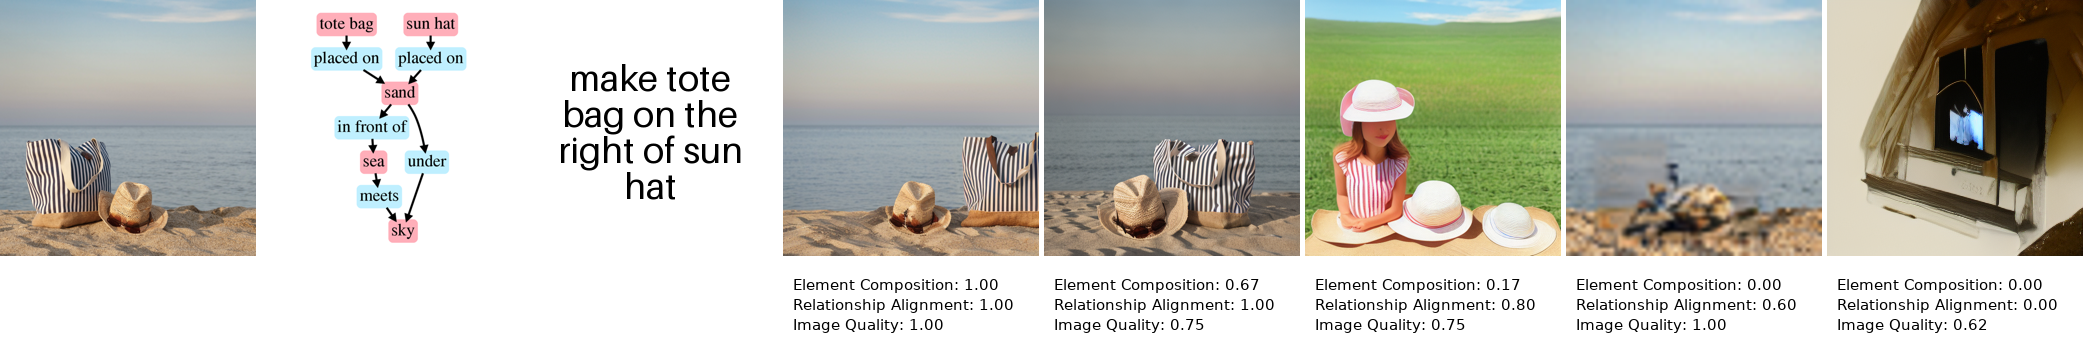 tote bag
sun hat
placed on
placed on
sand
in front of
sea
under
meets
sky
make tote
bag on the
right of sun
hat
Element Composition: 1.00
Relationship Alignment: 1.00
Image Quality: 1.00
Element Composition: 0.67
Relationship Alignment: 1.00
Image Quality: 0.75
Element Composition: 0.17
Relationship Alignment: 0.80
Image Quality: 0.75
Element Composition: 0.00
Relationship Alignment: 0.60
Image Quality: 1.00
Element Composition: 0.00
Relationship Alignment: 0.00
Image Quality: 0.62